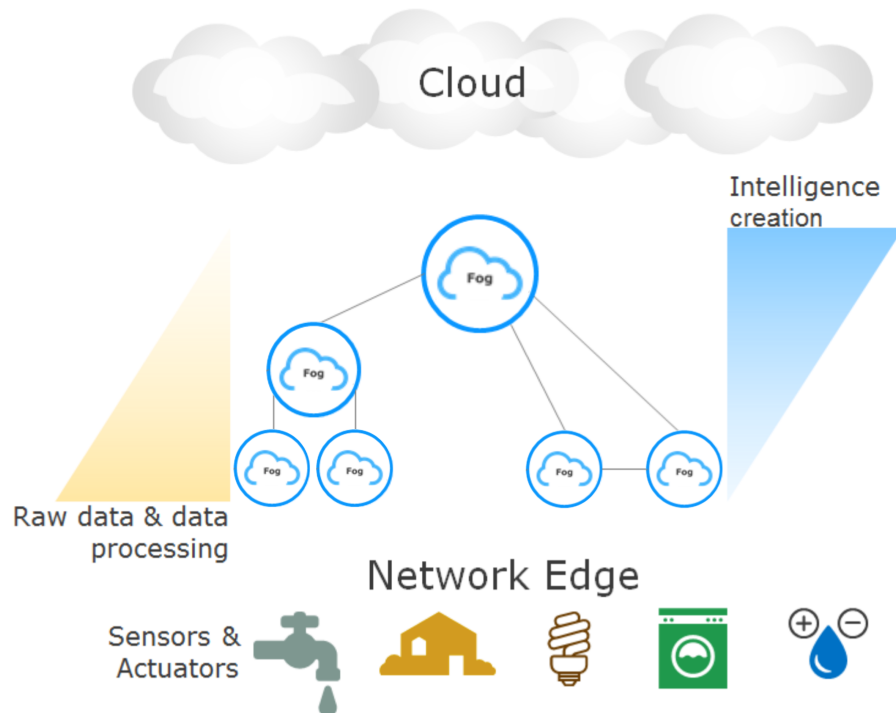 Cloud
Intelligence
creation
Fog
Fog
Fog
Fog
Fog
Fog
Raw data & data
processing
Network Edge
Sensors &
Actuators